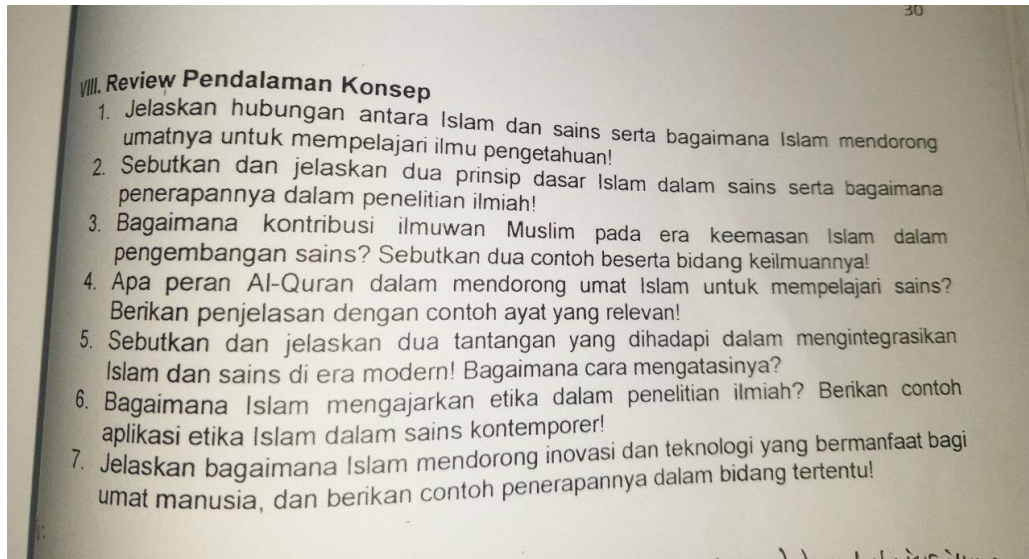 30
VIII. Review Pendalaman Konsep
1. Jelaskan hubungan antara Islam dan sains serta bagaimana Islam mendorong
umatnya untuk mempelajari ilmu pengetahuan!
2. Sebutkan dan jelaskan dua prinsip dasar Islam dalam sains serta bagaimana
penerapannya dalam penelitian ilmiah!
3. Bagaimana kontribusi ilmuwan Muslim pada era keemasan Islam dalam
pengembangan sains? Sebutkan dua contoh beserta bidang keilmuannya!
4. Apa peran Al-Quran dalam mendorong umat Islam untuk mempelajari sains?
Berikan penjelasan dengan contoh ayat yang relevan!
5. Sebutkan dan jelaskan dua tantangan yang dihadapi dalam mengintegrasikan
Islam dan sains di era modern! Bagaimana cara mengatasinya?
6. Bagaimana Islam mengajarkan etika dalam penelitian ilmiah? Berikan contoh
aplikasi etika Islam dalam sains kontemporer!
7. Jelaskan bagaimana Islam mendorong inovasi dan teknologi yang bermanfaat bagi
umat manusia, dan berikan contoh penerapannya dalam bidang tertentu!